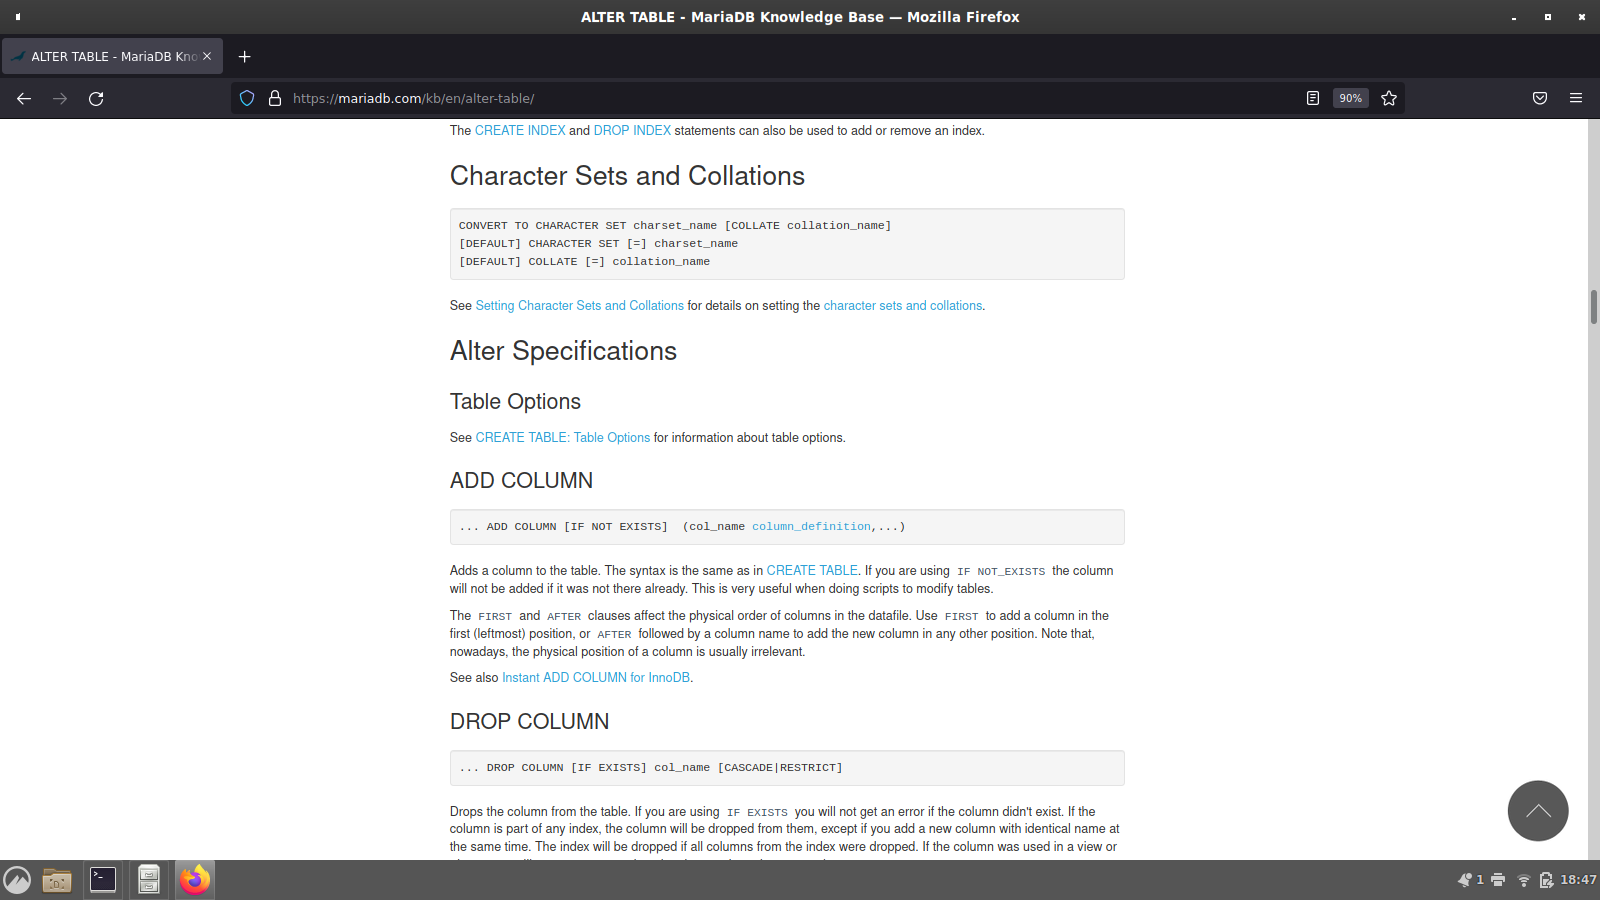 ALTER TABLE - MariaDB Knowledge Base — Mozilla Firefox
ALTER TABLE - MariaDB Kno
https://mariadb.com/kb/en/alter-table/
90%
The CREATE INDEX and DROP INDEX statements can also be used to add or remove an index.
Character Sets and Collations
CONVERT TO CHARACTER SET charset_name [COLLATE collation_name]
[DEFAULT] CHARACTER SET [=] charset_name
[DEFAULT] COLLATE [=] collation_name
See Setting Character Sets and Collations for details on setting the character sets and collations.
Alter Specifications
Table Options
See CREATE TABLE: Table Options for information about table options.
ADD COLUMN
... ADD COLUMN [IF NOT EXISTS]  (col_name column_definition,...)
Adds a column to the table. The syntax is the same as in CREATE TABLE. If you are using IF NOT_EXISTS the column
will not be added if it was not there already. This is very useful when doing scripts to modify tables.
The FIRST and AFTER clauses affect the physical order of columns in the datafile. Use FIRST to add a column in the
first (leftmost) position, or AFTER followed by a column name to add the new column in any other position. Note that,
nowadays, the physical position of a column is usually irrelevant.
See also Instant ADD COLUMN for InnoDB.
DROP COLUMN
... DROP COLUMN [IF EXISTS] col_name [CASCADE|RESTRICT]
Drops the column from the table. If you are using IF EXISTS you will not get an error if the column didn't exist. If the
column is part of any index, the column will be dropped from them, except if you add a new column with identical name at
the same time. The index will be dropped if all columns from the index were dropped. If the column was used in a view or
1
18:47